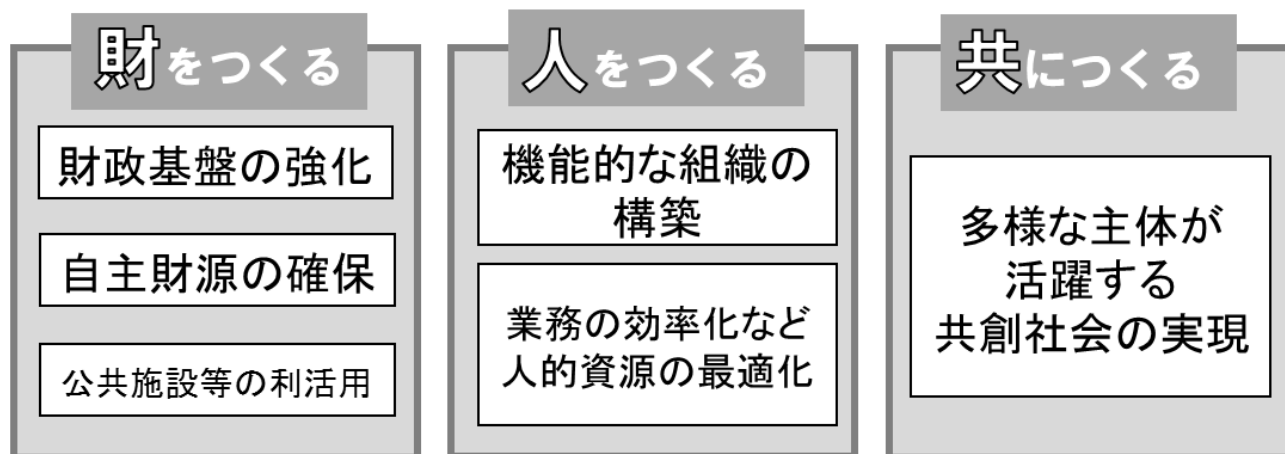 財をつくる
財政基盤の強化
自主財源の確保
公共施設等の利活用
人をつくる
機能的な組織の
構築
業務の効率化など
人的資源の最適化
共につくる
多様な主体が
活躍する
共創社会の実現